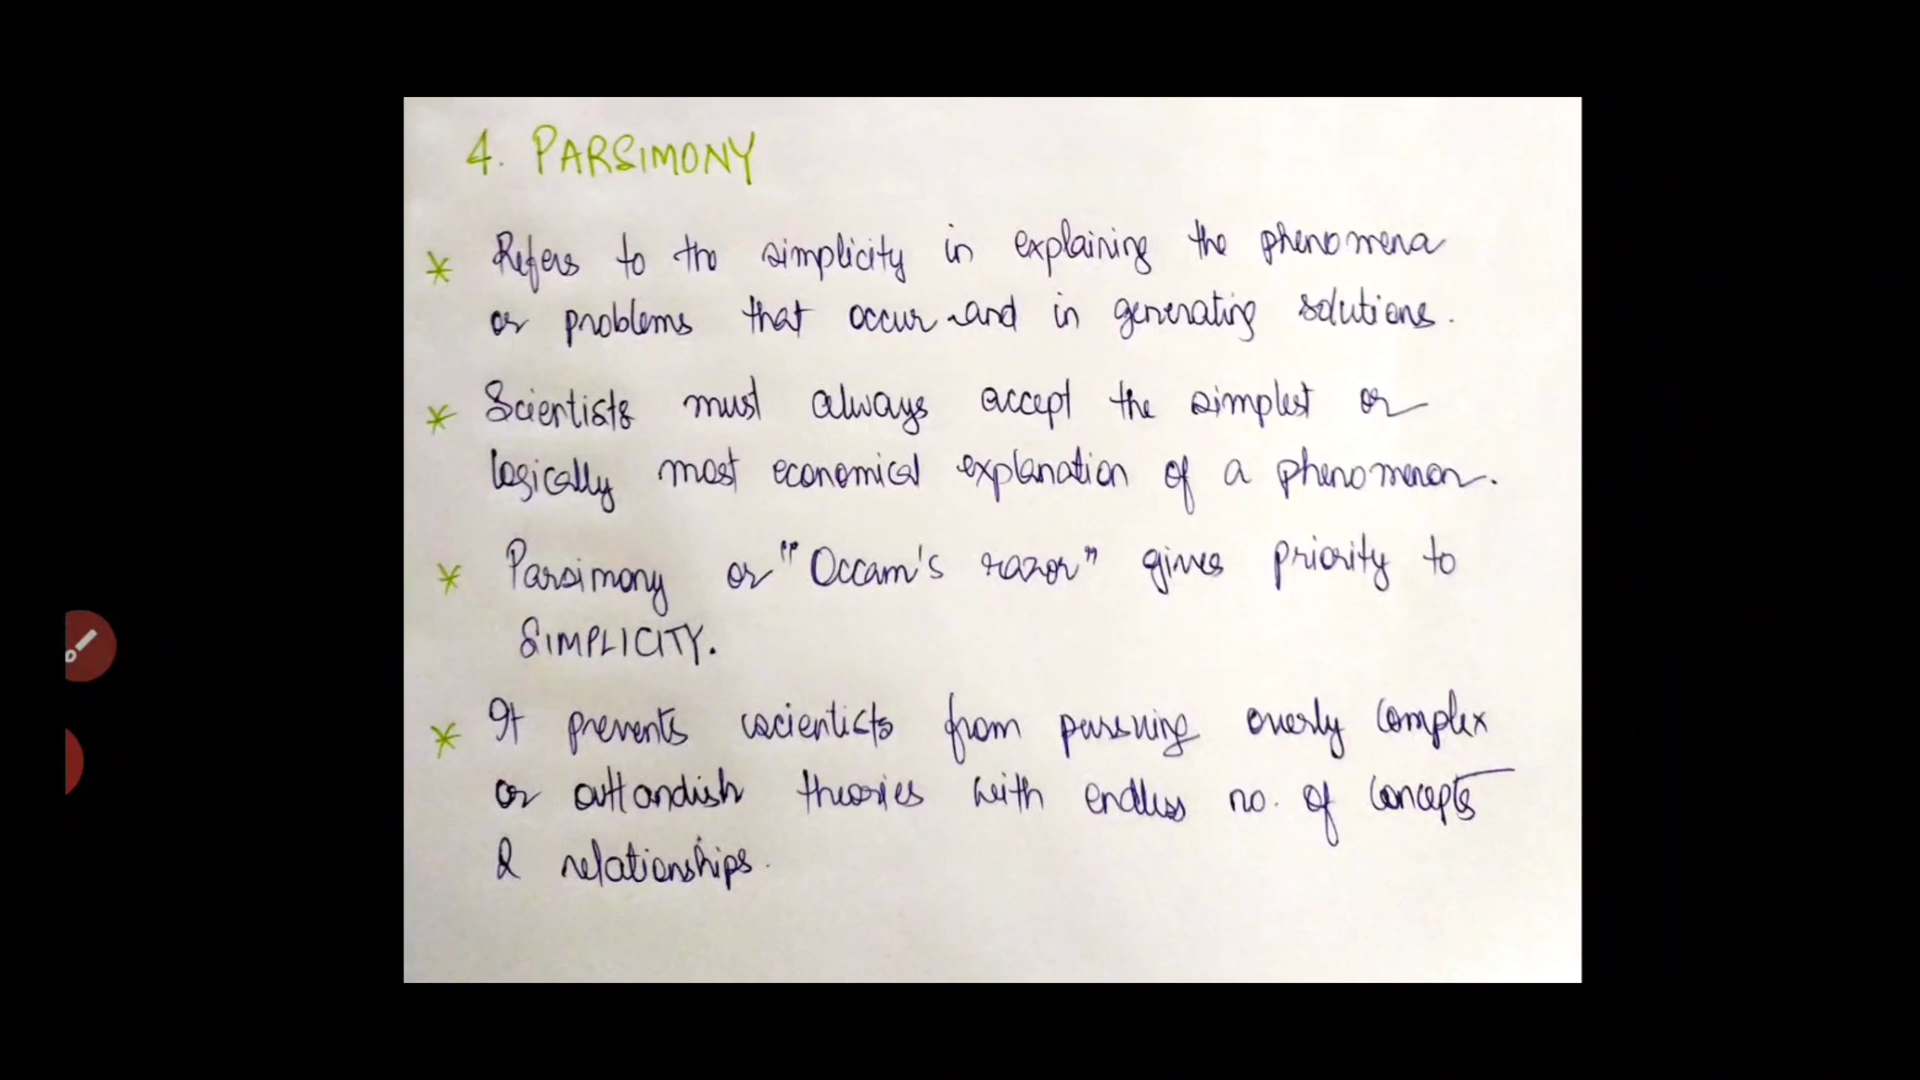 4. PARSIMONY
* Refers to the simplicity in explaining the phenomena
or problems that occur and in generating solutions.
* Scientists must always accept the simplest or
logically most economical explanation of a phenomenon.
* Parsimony or "Occam's razor" gives priority to
SIMPLICITY.
* It prevents scientists from pursuing overly complex
or outlandish theories with endless no. of concepts
& relationships.